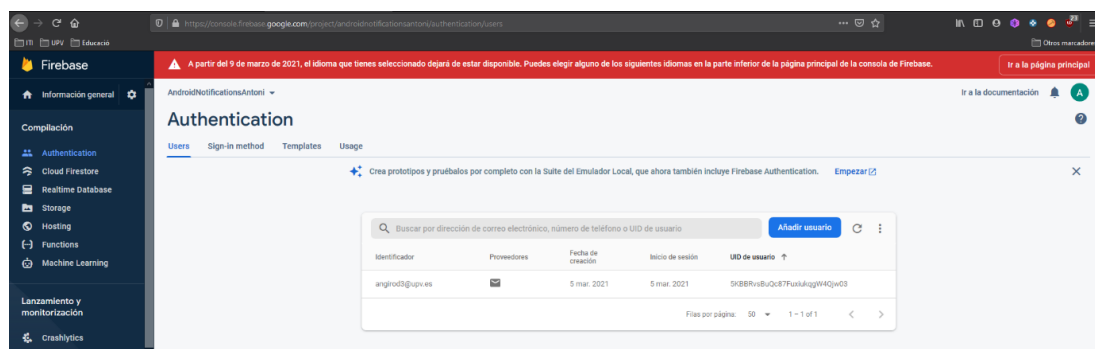 https://console.firebase.google.com/project/androidnotificationsantoni/authentication/users
23
ITI UPV Educació
Otros marcadores
Firebase
A partir del 9 de marzo de 2021, el idioma que tienes seleccionado dejará de estar disponible. Puedes elegir alguno de los siguientes idiomas en la parte inferior de la página principal de la consola de Firebase.
Ir a la página principal
Información general
AndroidNotificationsAntoni
Ir a la documentación
A
Compilación
Authentication
?
Users Sign-in method Templates Usage
Authentication
Cloud Firestore
Realtime Database
Storage
Hosting
Functions
Machine Learning
Lanzamiento y
monitorización
Crashlytics
Crea prototipos y pruébalos por completo con la Suite del Emulador Local, que ahora también incluye Firebase Authentication. Empezar
Buscar por dirección de correo electrónico, número de teléfono o UID de usuario
Añadir usuario
Identificador Proveedores Fecha de creación Inicio de sesión UID de usuario
angirod3@upv.es 5 mar. 2021 5 mar. 2021
Filas por página: 50 1 – 1 of 1